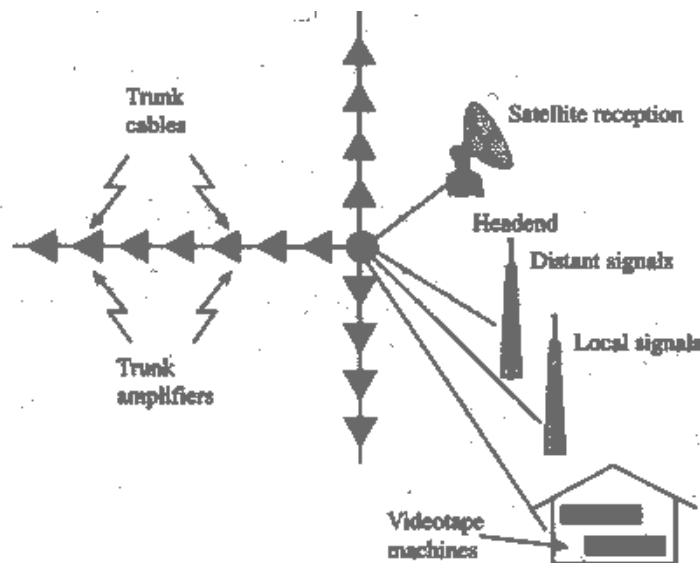 Trunk
cables
Satellite reception
Headend
Distant signals
Local signals
Trunk
amplifiers
Videotape
machines